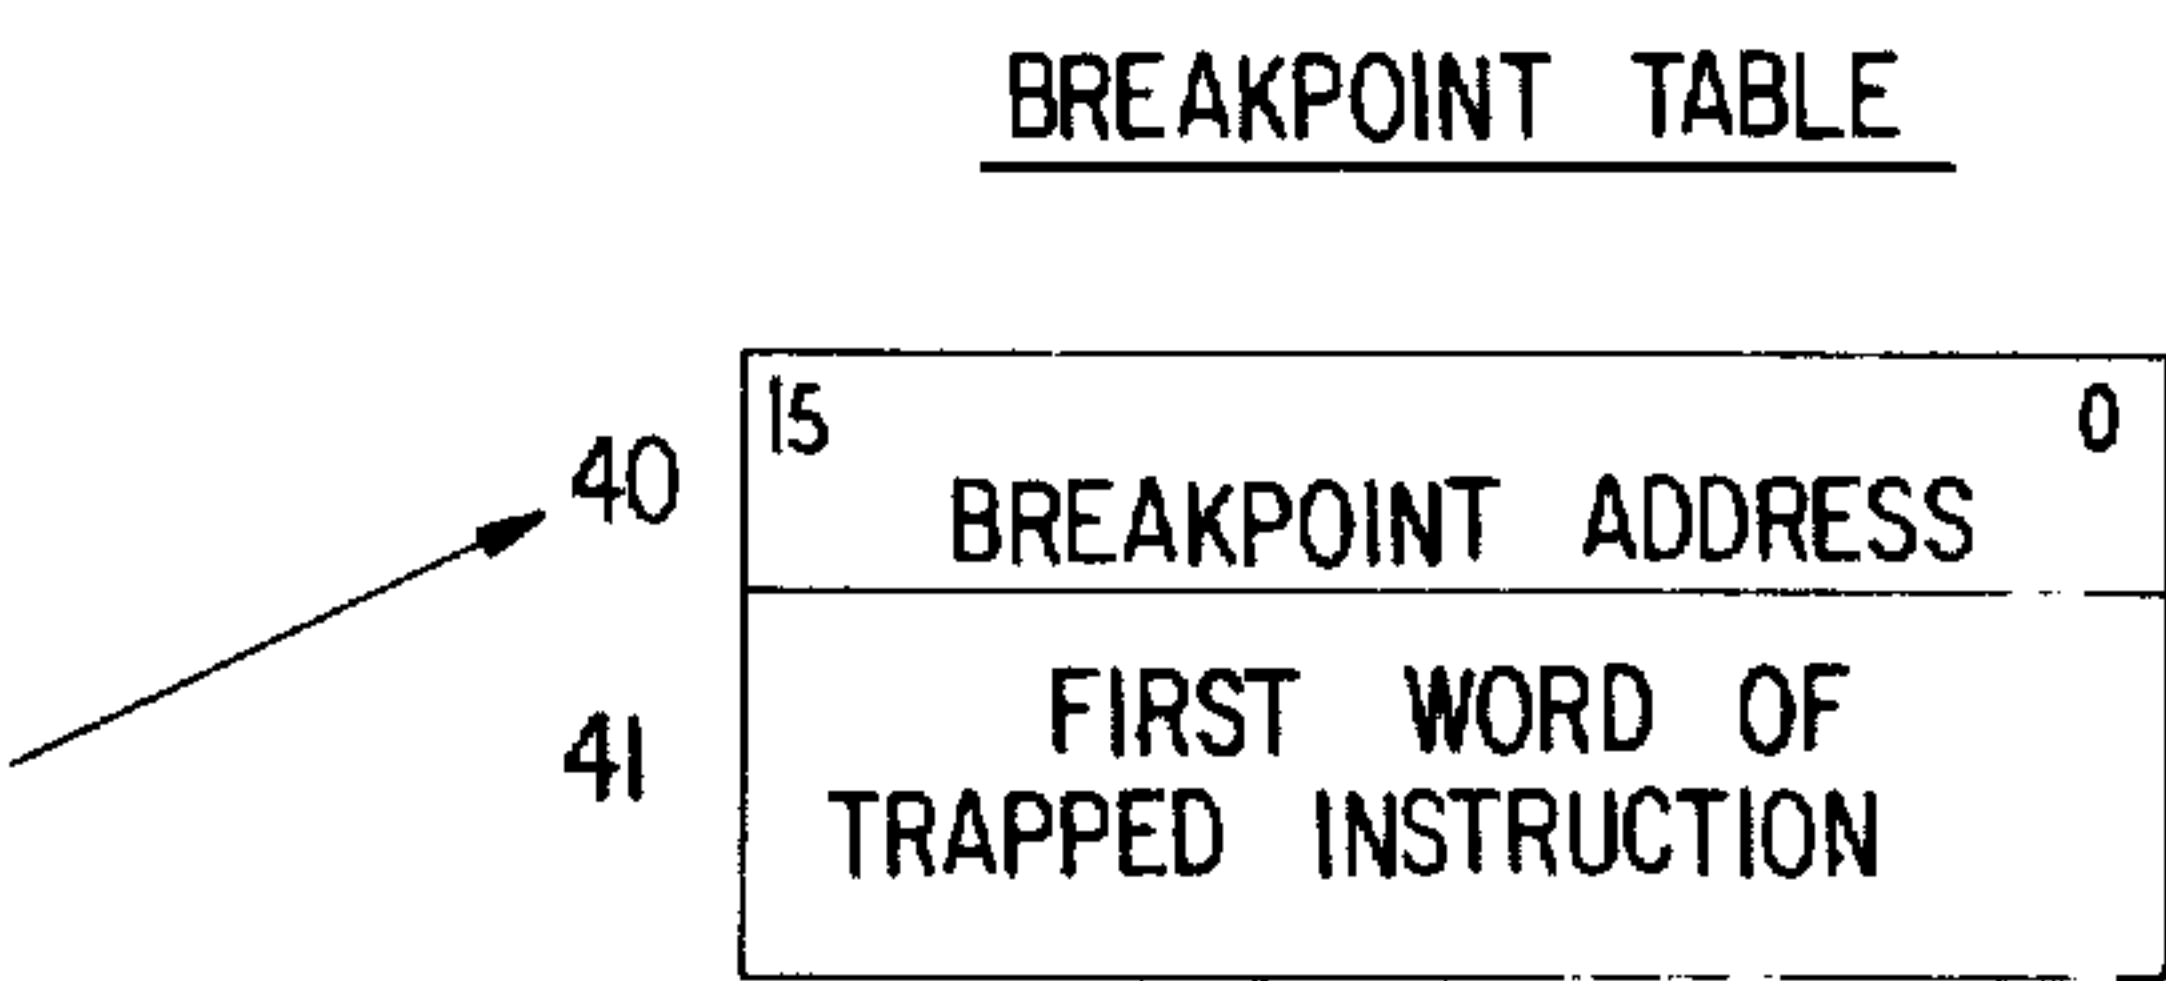 BREAKPOINT TABLE
15 0
40 BREAKPOINT ADDRESS
41 FIRST WORD OF
TRAPPED INSTRUCTION